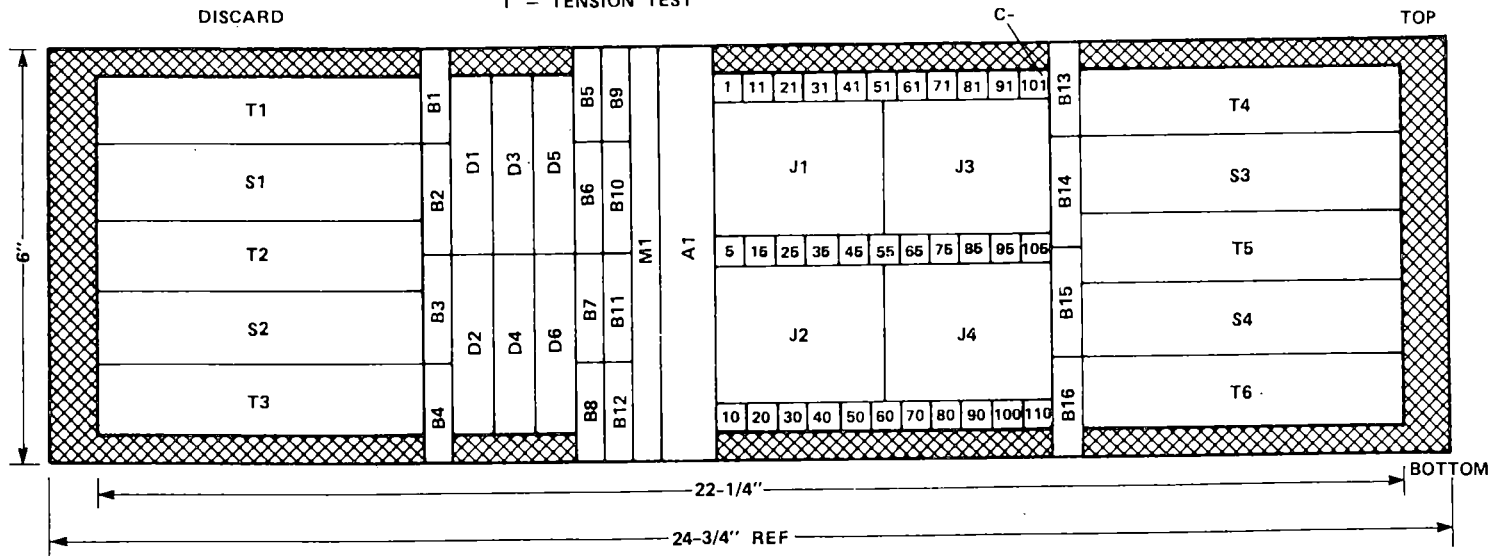 T – TENSION TEST
DISCARD
C-
TOP
T1
S1
T2
S2
T3
B1
B2
B3
B4
D1
D3
D5
D2
D4
D6
B5
B9
B6
B10
B7
B11
B8
B12
M1
A1
1 11 21 31 41 51 61 71 81 91 101
J1
J3
5 15 25 35 45 55 65 75 85 95 105
J2
J4
10 20 30 40 50 60 70 80 90 100 110
B13
B14
B15
B16
T4
S3
T5
S4
T6
6"
BOTTOM
22-1/4"
24-3/4" REF